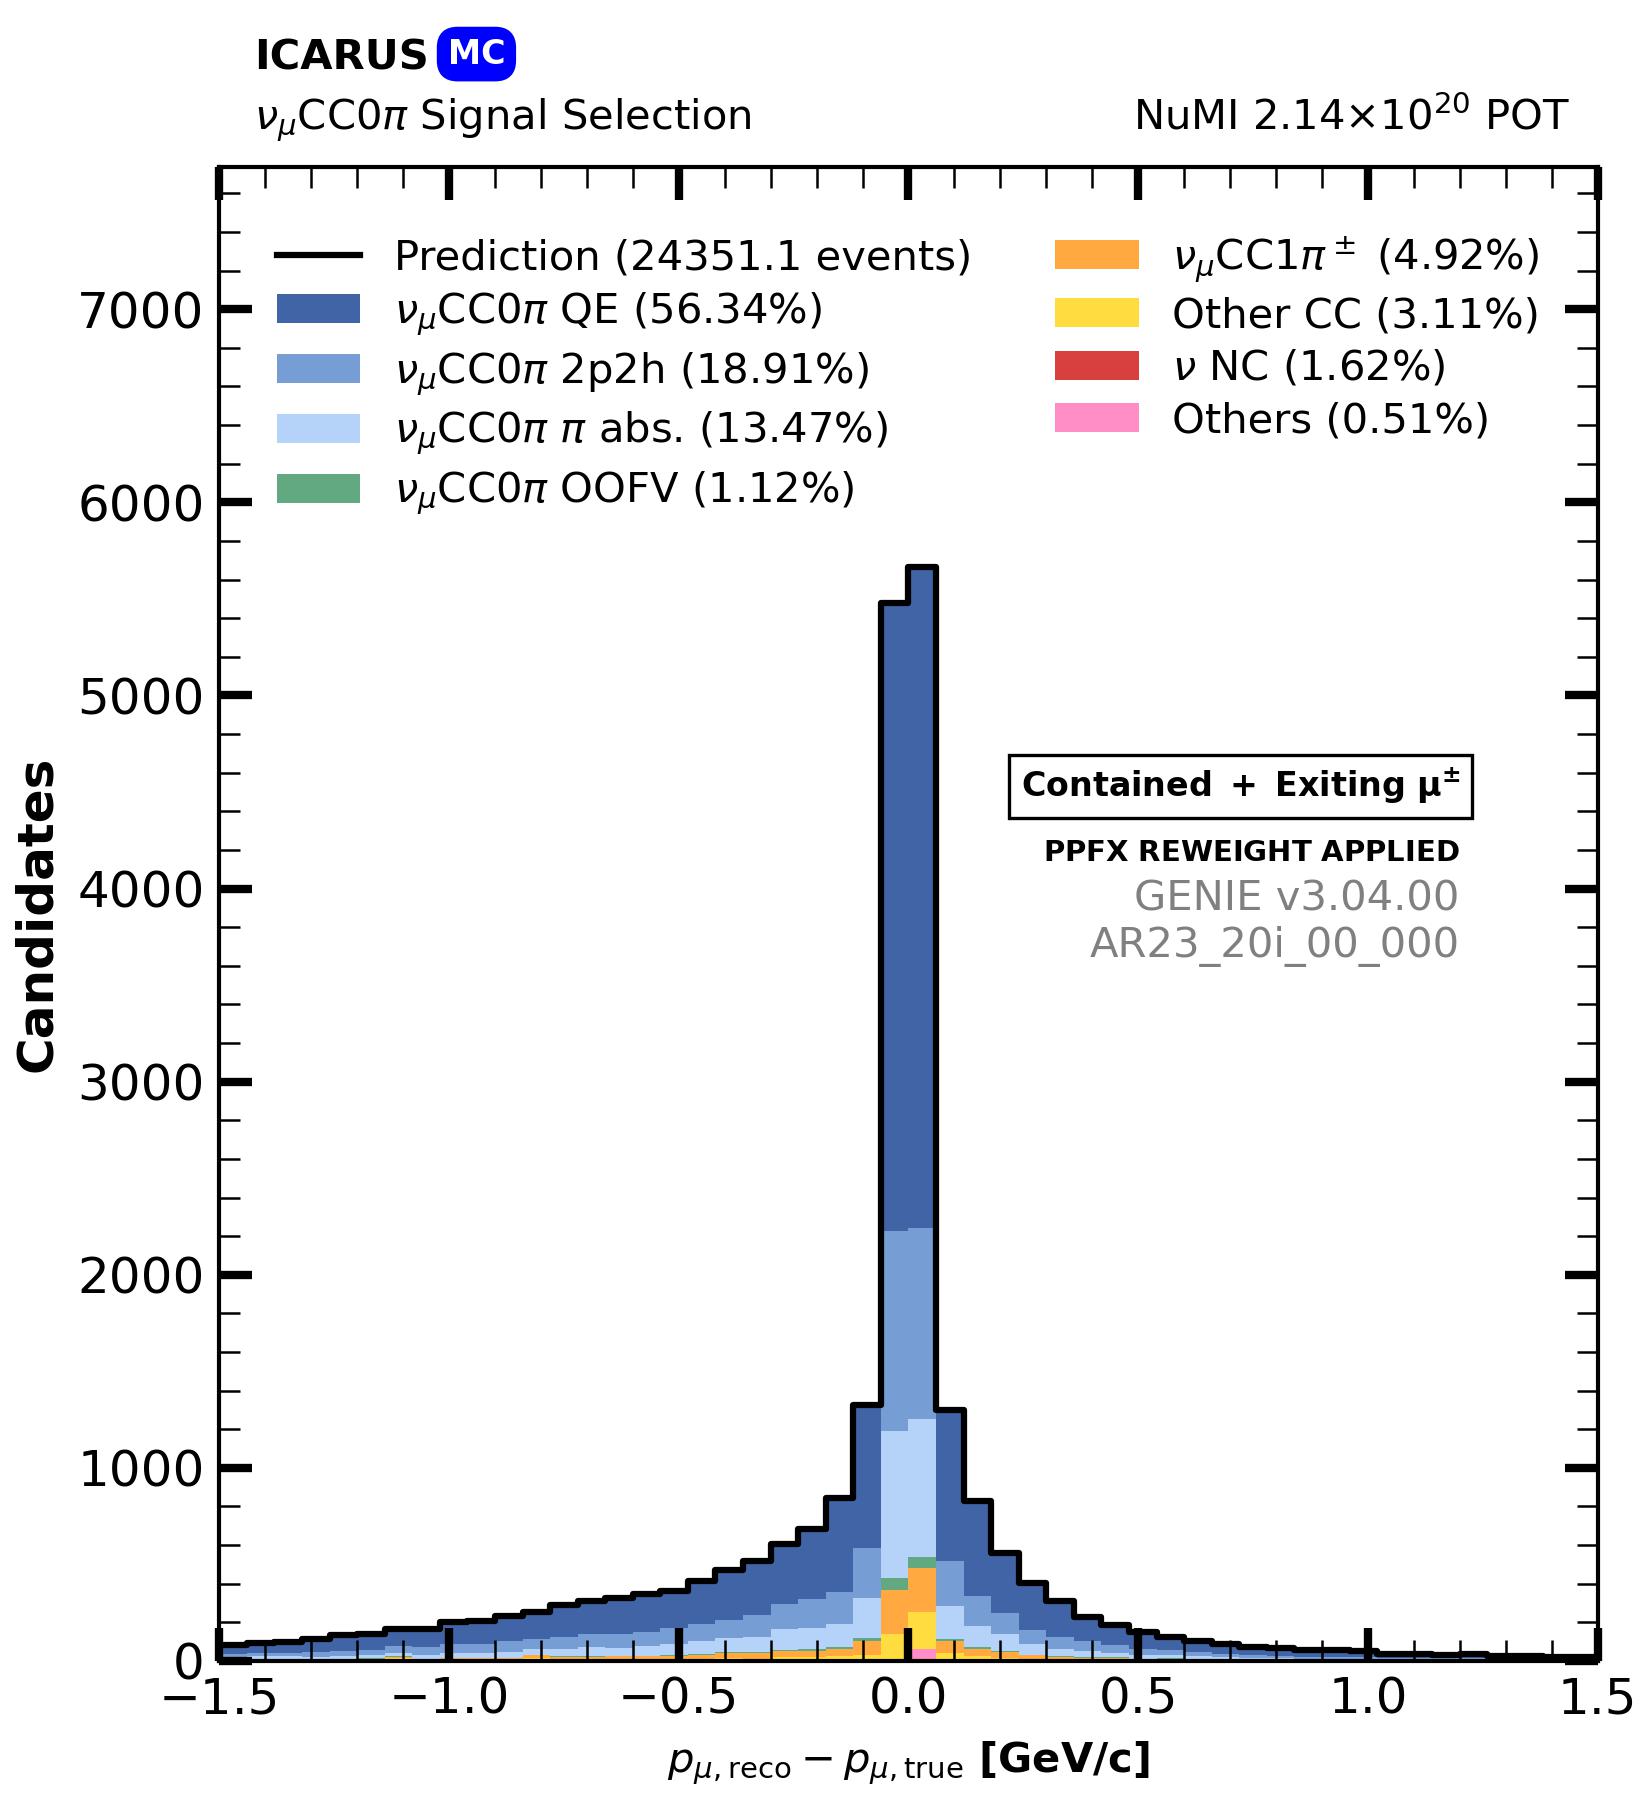 ICARUS MC
νμCC0π Signal Selection
NuMI 2.14×10²⁰ POT
Prediction (24351.1 events)
νμCC0π QE (56.34%)
νμCC0π 2p2h (18.91%)
νμCC0π π abs. (13.47%)
νμCC0π OOFV (1.12%)
νμCC1π± (4.92%)
Other CC (3.11%)
ν NC (1.62%)
Others (0.51%)
Contained + Exiting μ±
PPFX REWEIGHT APPLIED
GENIE v3.04.00
AR23_20i_00_000
Candidates
7000
6000
5000
4000
3000
2000
1000
0
−1.5 −1.0 −0.5 0.0 0.5 1.0 1.5
pμ, reco − pμ, true [GeV/c]